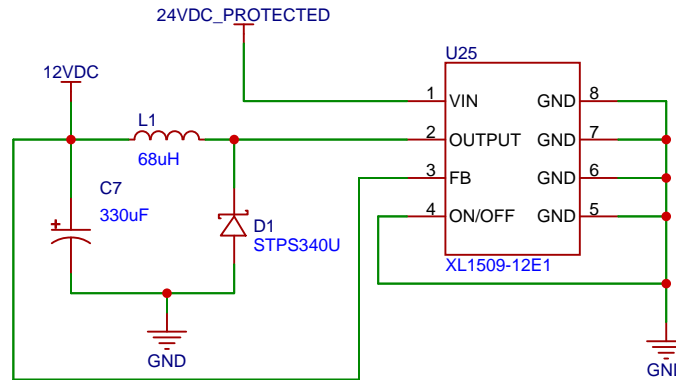 24VDC_PROTECTED
U25
12VDC
1 VIN GND 8
L1
2 OUTPUT GND 7
68uH
3 FB GND 6
C7
330uF
4 ON/OFF GND 5
D1
STPS340U
XL1509-12E1
GND
GND